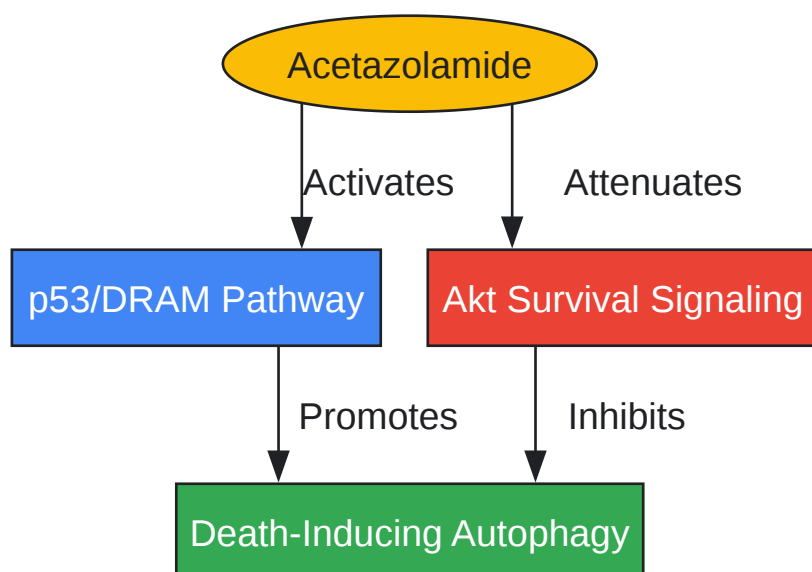 Acetazolamide
Activates
Attenuates
p53/DRAM Pathway
Akt Survival Signaling
Promotes
Inhibits
Death-Inducing Autophagy